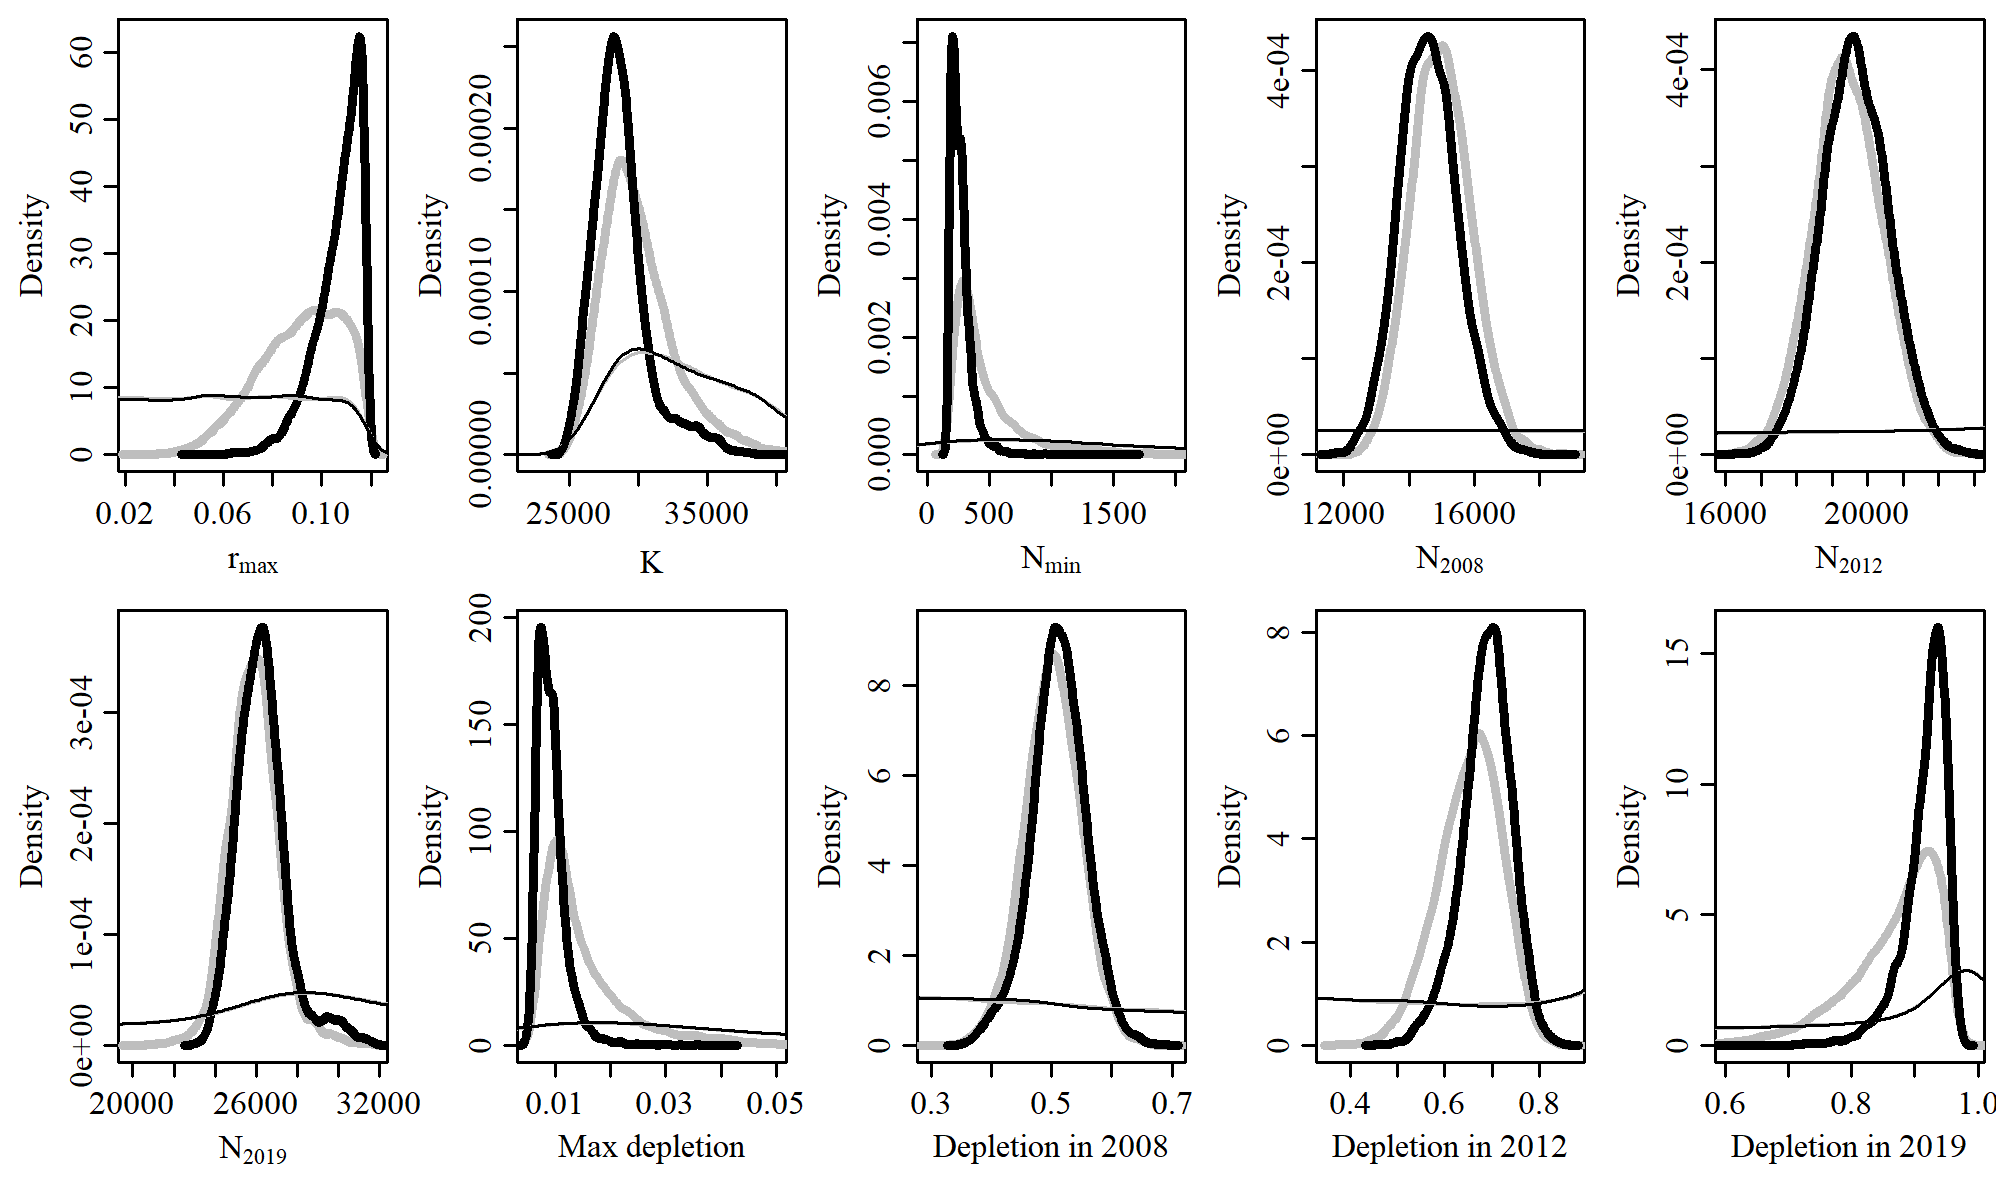 Density
0 10 20 30 40 50 60
0.02 0.06 0.10
r max
Density
0.00000 0.00010 0.00020
25000 35000
K
Density
0.000 0.002 0.004 0.006
0 500 1500
N min
Density
0e+00 2e-04 4e-04
12000 16000
N 2008
Density
0e+00 2e-04 4e-04
16000 20000
N 2012
Density
0e+00 1e-04 2e-04 3e-04
20000 26000 32000
N 2019
Density
0 50 100 150 200
0.01 0.03 0.05
Max depletion
Density
0 2 4 6 8
0.3 0.5 0.7
Depletion in 2008
Density
0 2 4 6 8
0.4 0.6 0.8
Depletion in 2012
Density
0 5 10 15
0.6 0.8 1.0
Depletion in 2019